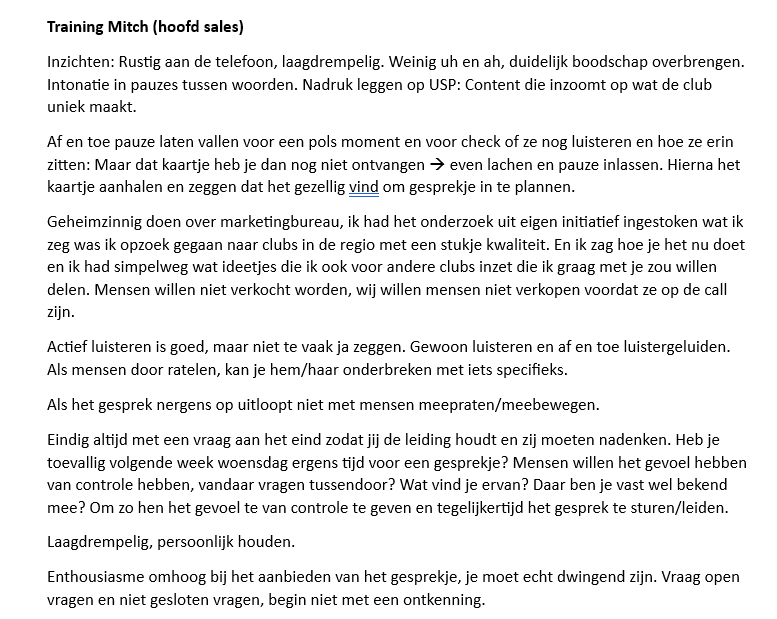 Training Mitch (hoofd sales)
Inzichten: Rustig aan de telefoon, laagdrempelig. Weinig uh en ah, duidelijk boodschap overbrengen.
Intonatie in pauzes tussen woorden. Nadruk leggen op USP: Content die inzoomt op wat de club
uniek maakt.
Af en toe pauze laten vallen voor een pols moment en voor check of ze nog luisteren en hoe ze erin
zitten: Maar dat kaartje heb je dan nog niet ontvangen → even lachen en pauze inlassen. Hierna het
kaartje aanhalen en zeggen dat het gezellig vind om gesprekje in te plannen.
Geheimzinnig doen over marketingbureau, ik had het onderzoek uit eigen initiatief ingestoken wat ik
zeg was ik opzoek gegaan naar clubs in de regio met een stukje kwaliteit. En ik zag hoe je het nu doet
en ik had simpelweg wat ideetjes die ik ook voor andere clubs inzet die ik graag met je zou willen
delen. Mensen willen niet verkocht worden, wij willen mensen niet verkopen voordat ze op de call
zijn.
Actief luisteren is goed, maar niet te vaak ja zeggen. Gewoon luisteren en af en toe luistergeluiden.
Als mensen door ratelen, kan je hem/haar onderbreken met iets specifieks.
Als het gesprek nergens op uitloopt niet met mensen meepraten/meebewegen.
Eindig altijd met een vraag aan het eind zodat jij de leiding houdt en zij moeten nadenken. Heb je
toevallig volgende week woensdag ergens tijd voor een gesprekje? Mensen willen het gevoel hebben
van controle hebben, vandaar vragen tussendoor? Wat vind je ervan? Daar ben je vast wel bekend
mee? Om zo hen het gevoel te van controle te geven en tegelijkertijd het gesprek te sturen/leiden.
Laagdrempelig, persoonlijk houden.
Enthousiasme omhoog bij het aanbieden van het gesprekje, je moet echt dwingend zijn. Vraag open
vragen en niet gesloten vragen, begin niet met een ontkenning.